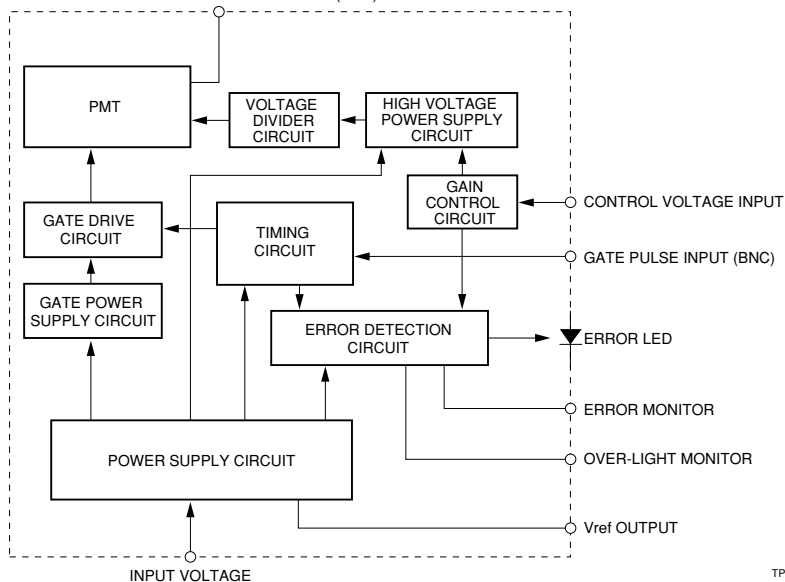 PMT
VOLTAGE
DIVIDER
CIRCUIT
HIGH VOLTAGE
POWER SUPPLY
CIRCUIT
GAIN
CONTROL
CIRCUIT
CONTROL VOLTAGE INPUT
GATE DRIVE
CIRCUIT
TIMING
CIRCUIT
GATE PULSE INPUT (BNC)
GATE POWER
SUPPLY CIRCUIT
ERROR DETECTION
CIRCUIT
ERROR LED
ERROR MONITOR
POWER SUPPLY CIRCUIT
OVER-LIGHT MONITOR
Vref OUTPUT
INPUT VOLTAGE
TP